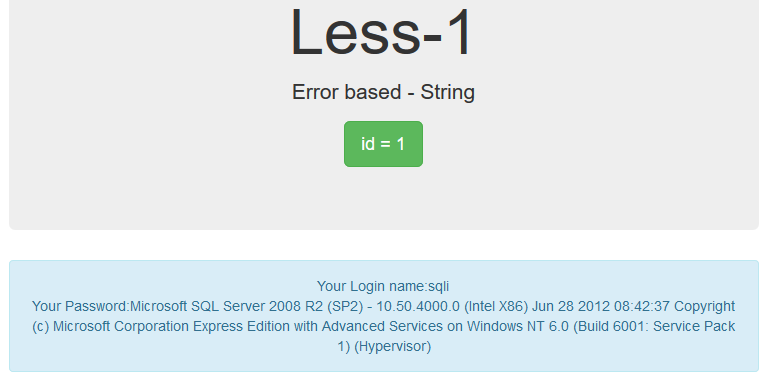 Less-1
Error based - String
id = 1
Your Login name:sqli
Your Password:Microsoft SQL Server 2008 R2 (SP2) - 10.50.4000.0 (Intel X86) Jun 28 2012 08:42:37 Copyright
(c) Microsoft Corporation Express Edition with Advanced Services on Windows NT 6.0 (Build 6001: Service Pack
1) (Hypervisor)